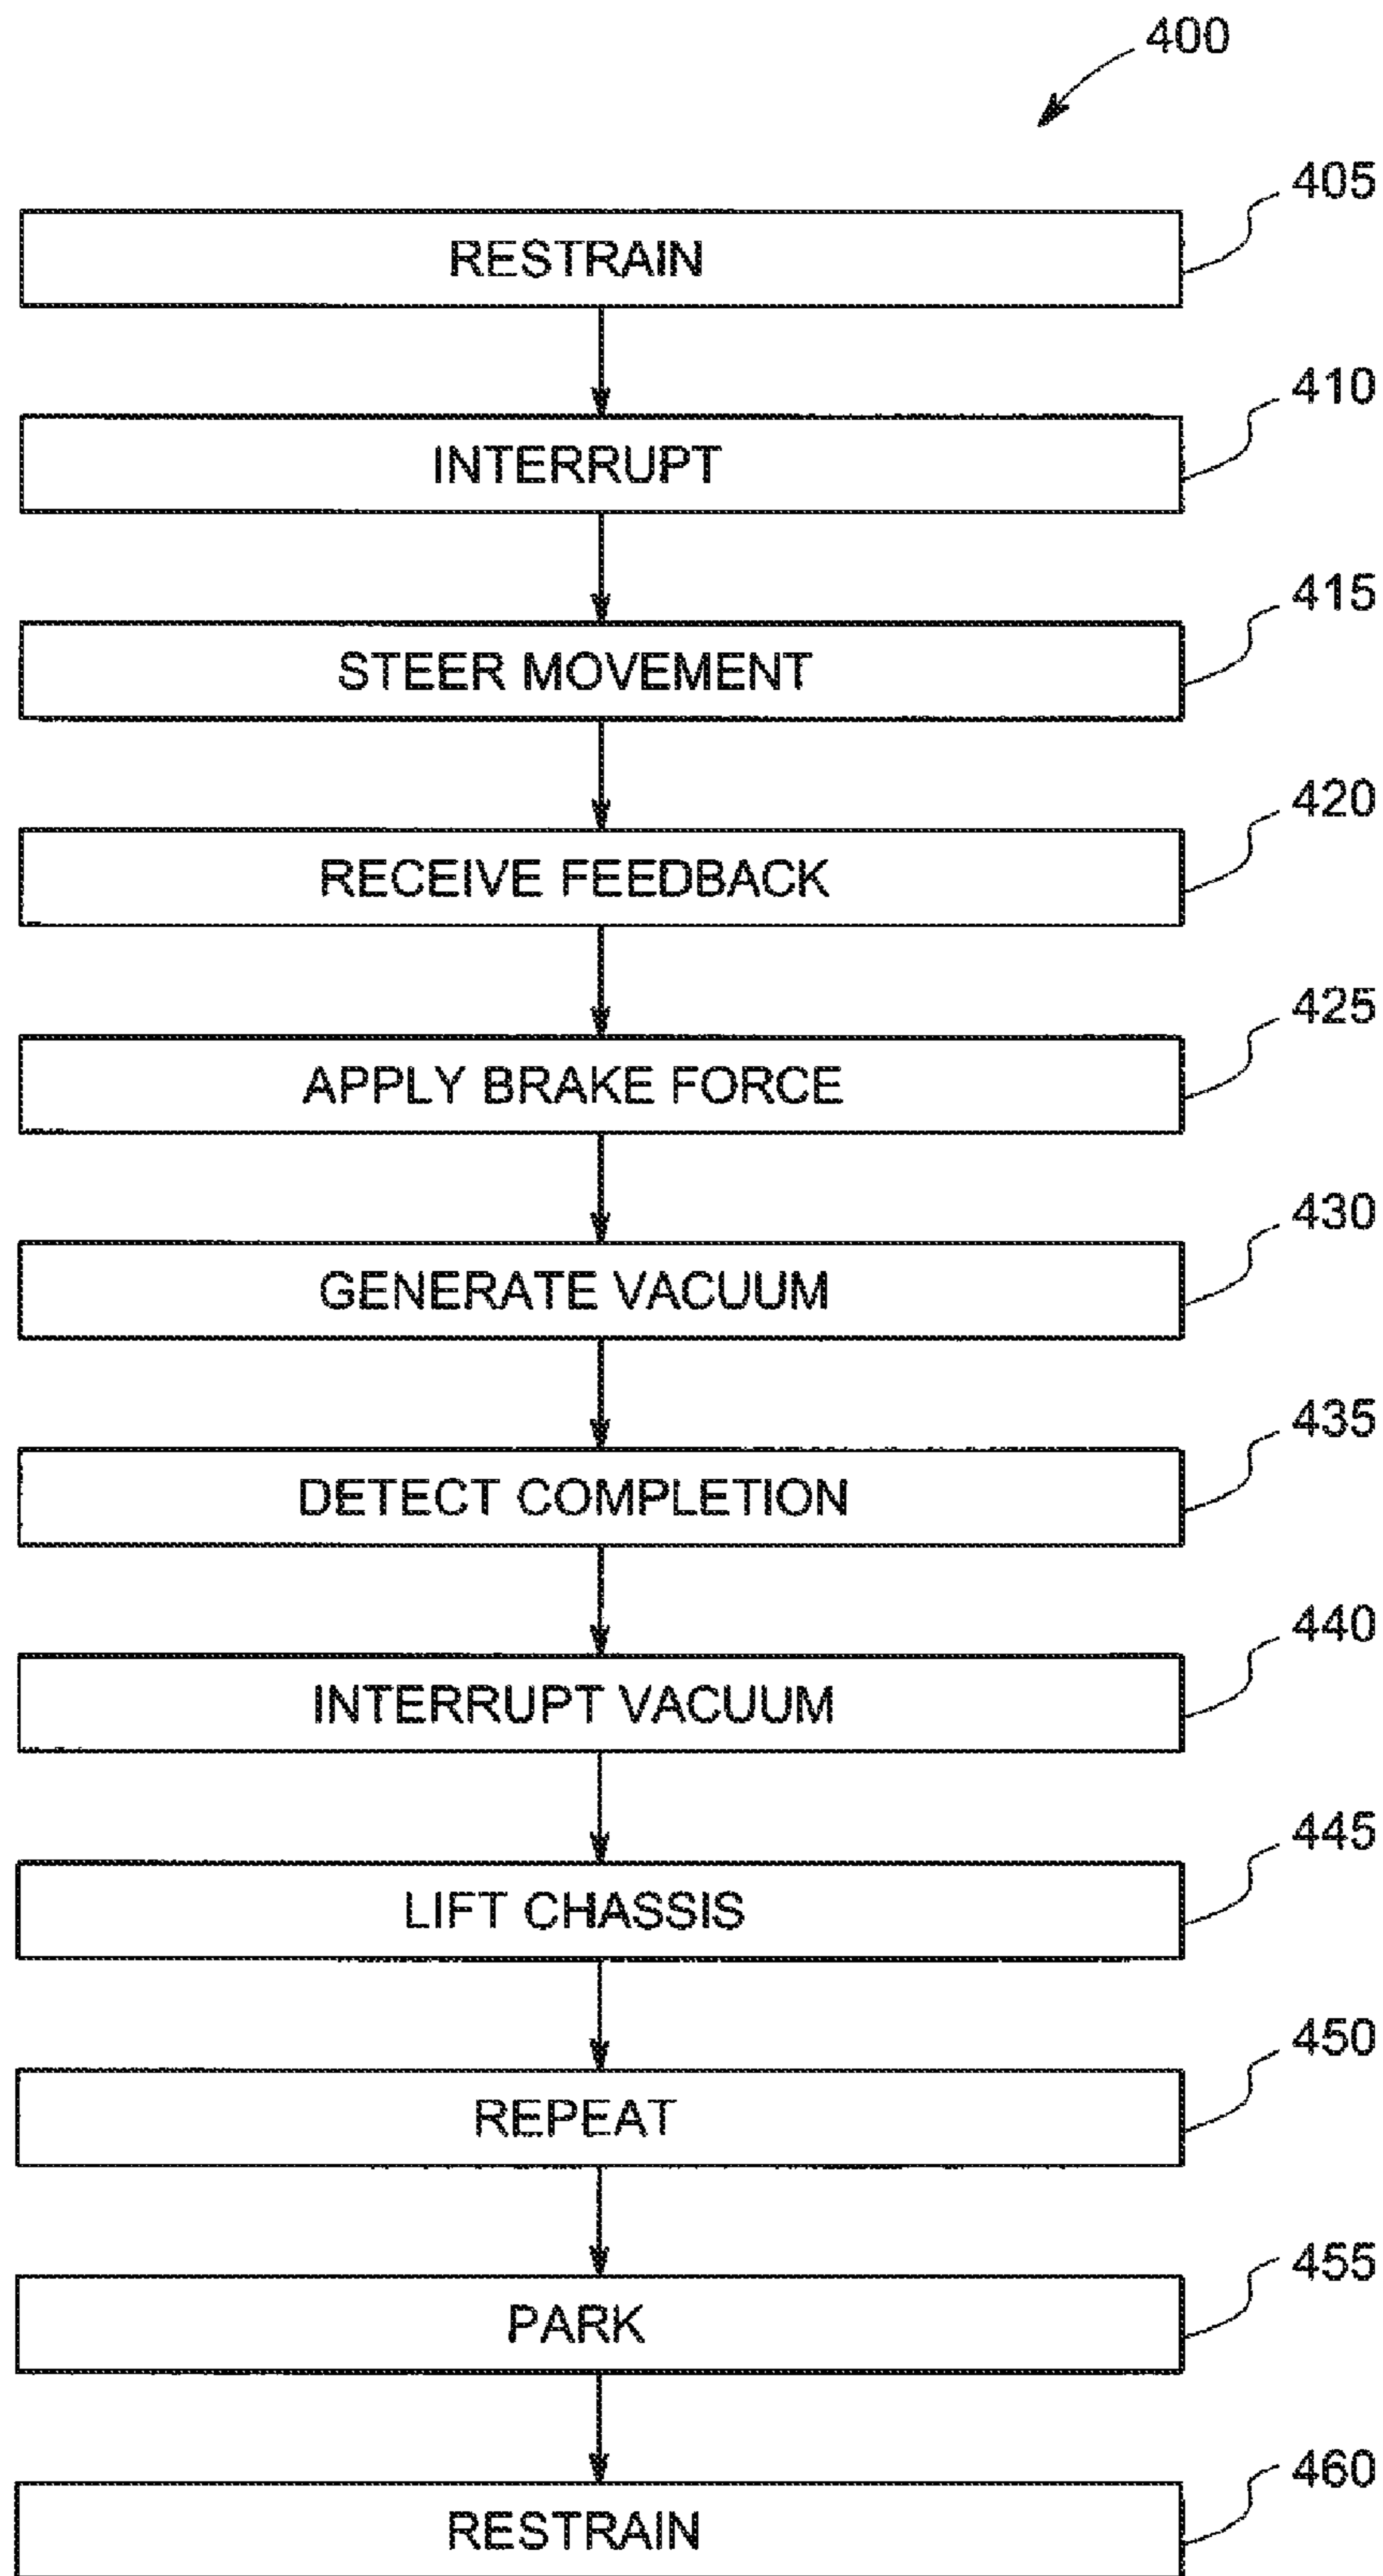 400
405
RESTRAIN
410
INTERRUPT
415
STEER MOVEMENT
420
RECEIVE FEEDBACK
425
APPLY BRAKE FORCE
430
GENERATE VACUUM
435
DETECT COMPLETION
440
INTERRUPT VACUUM
445
LIFT CHASSIS
450
REPEAT
455
PARK
460
RESTRAIN